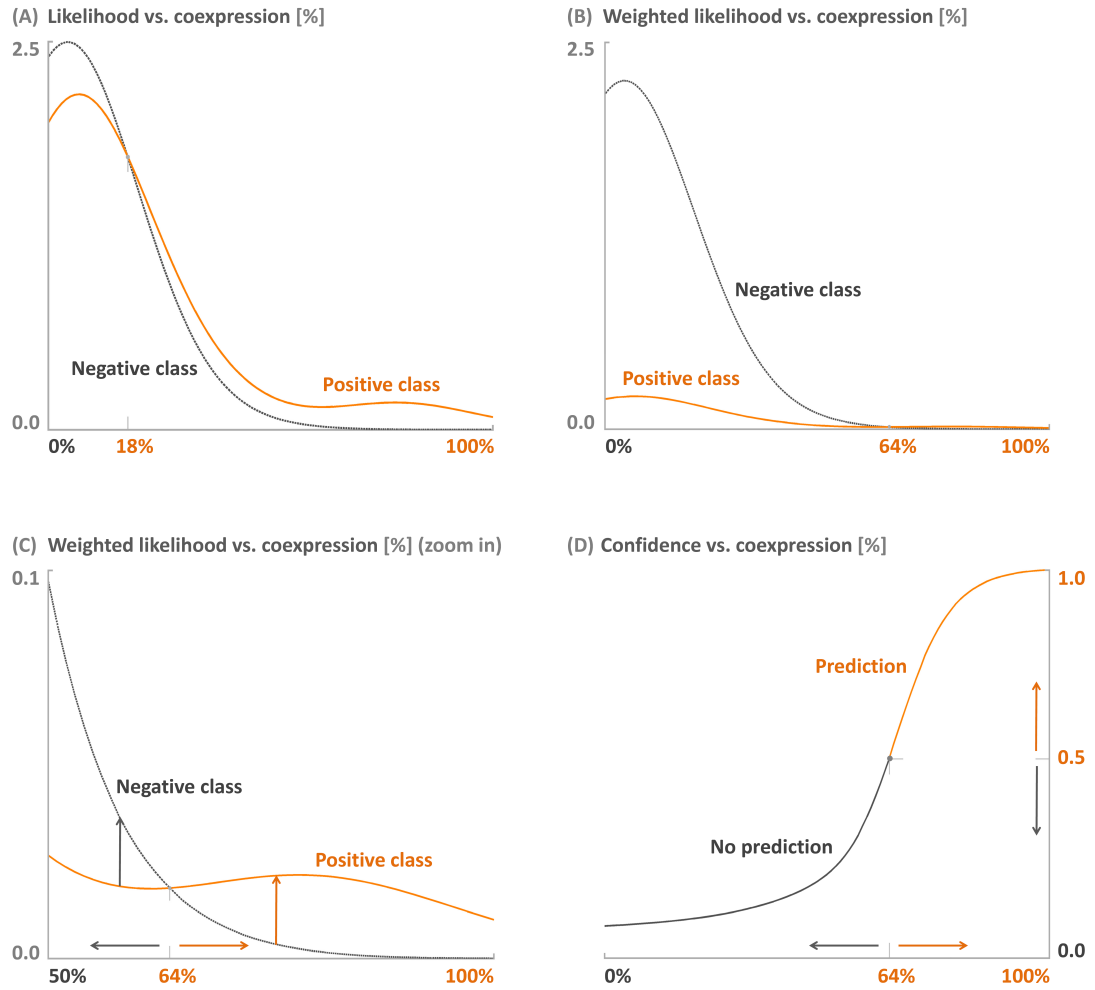 (A) Likelihood vs. coexpression [%]
2.5
Negative class
Positive class
0.0
0%
18%
100%
(B) Weighted likelihood vs. coexpression [%]
2.5
Negative class
Positive class
0.0
0%
64%
100%
(C) Weighted likelihood vs. coexpression [%] (zoom in)
0.1
Negative class
Positive class
0.0
50%
64%
100%
(D) Confidence vs. coexpression [%]
1.0
Prediction
0.5
No prediction
0.0
0%
64%
100%